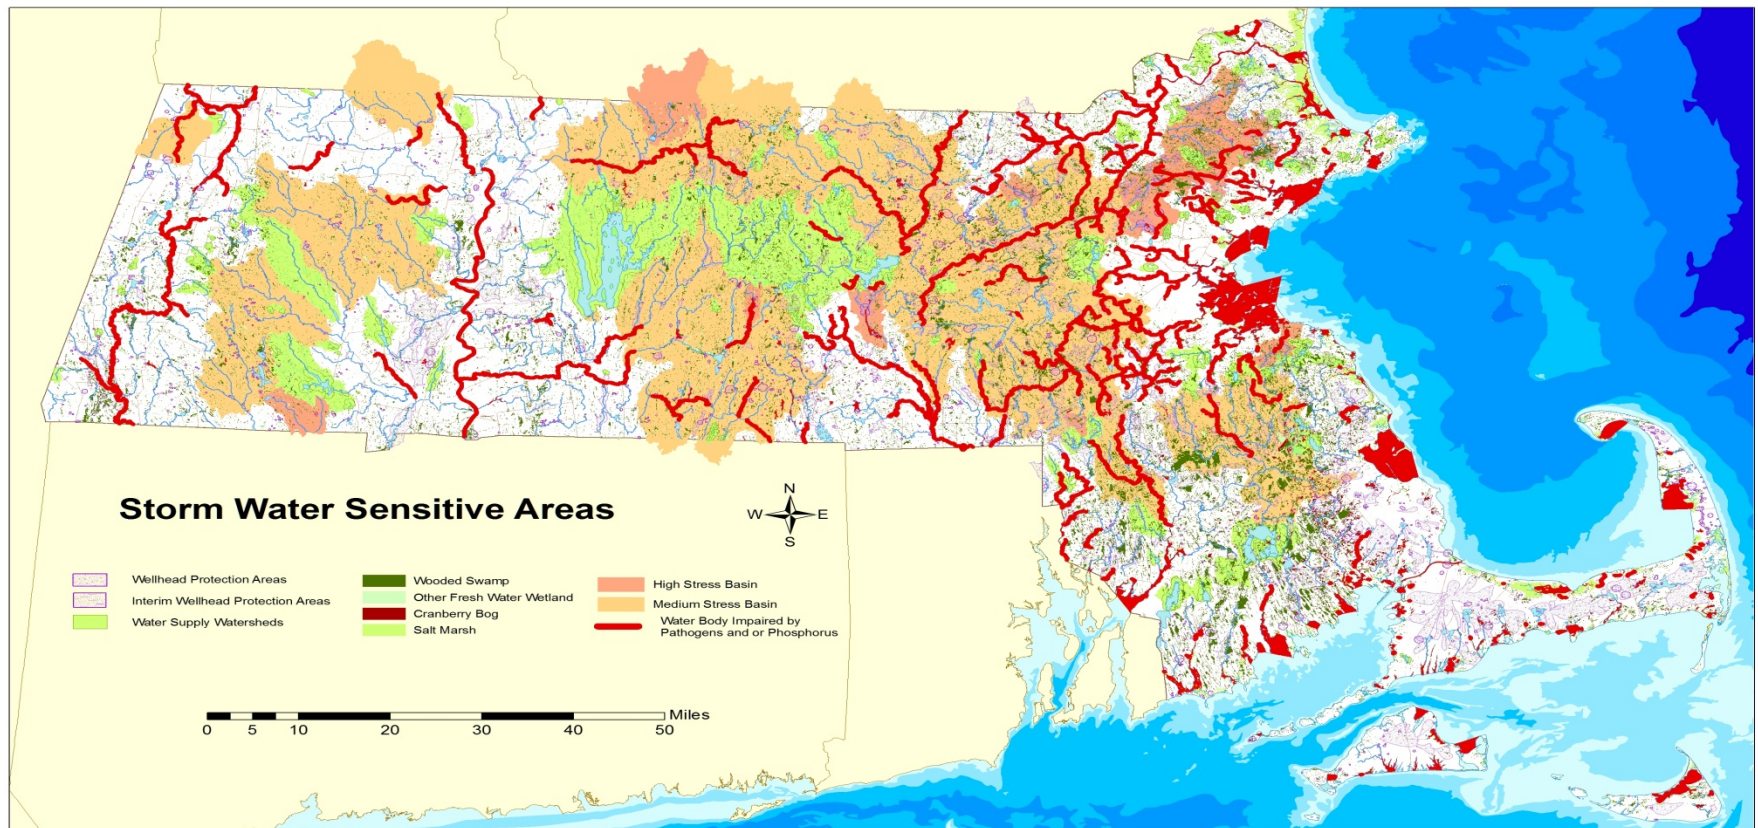 Storm Water Sensitive Areas
N
W E
S
Wellhead Protection Areas
Interim Wellhead Protection Areas
Water Supply Watersheds
Wooded Swamp
Other Fresh Water Wetland
Cranberry Bog
Salt Marsh
High Stress Basin
Medium Stress Basin
Water Body Impaired by
Pathogens and or Phosphorus
Miles
0 5 10 20 30 40 50